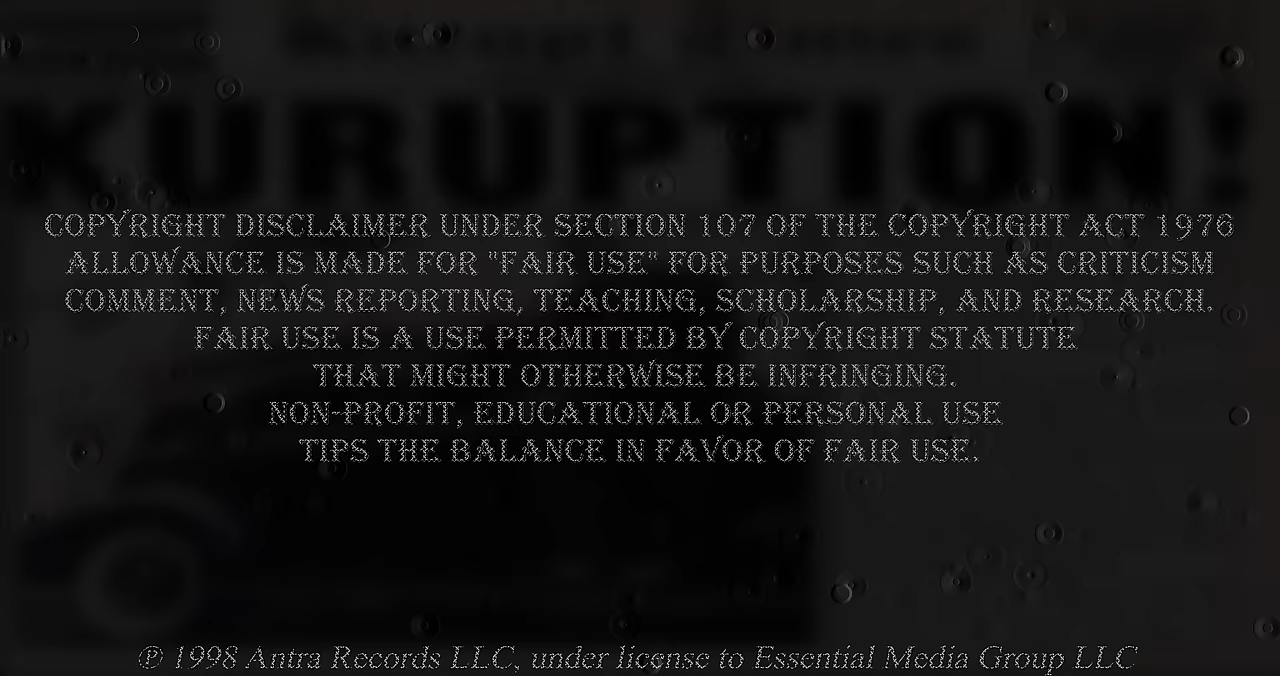 KURUPTION!
COPYRIGHT DISCLAIMER UNDER SECTION 107 OF THE COPYRIGHT ACT 1976
ALLOWANCE IS MADE FOR "FAIR USE" FOR PURPOSES SUCH AS CRITICISM
COMMENT, NEWS REPORTING, TEACHING, SCHOLARSHIP, AND RESEARCH.
FAIR USE IS A USE PERMITTED BY COPYRIGHT STATUTE
THAT MIGHT OTHERWISE BE INFRINGING.
NON-PROFIT, EDUCATIONAL OR PERSONAL USE
TIPS THE BALANCE IN FAVOR OF FAIR USE.
℗ 1998 Antra Records LLC, under license to Essential Media Group LLC